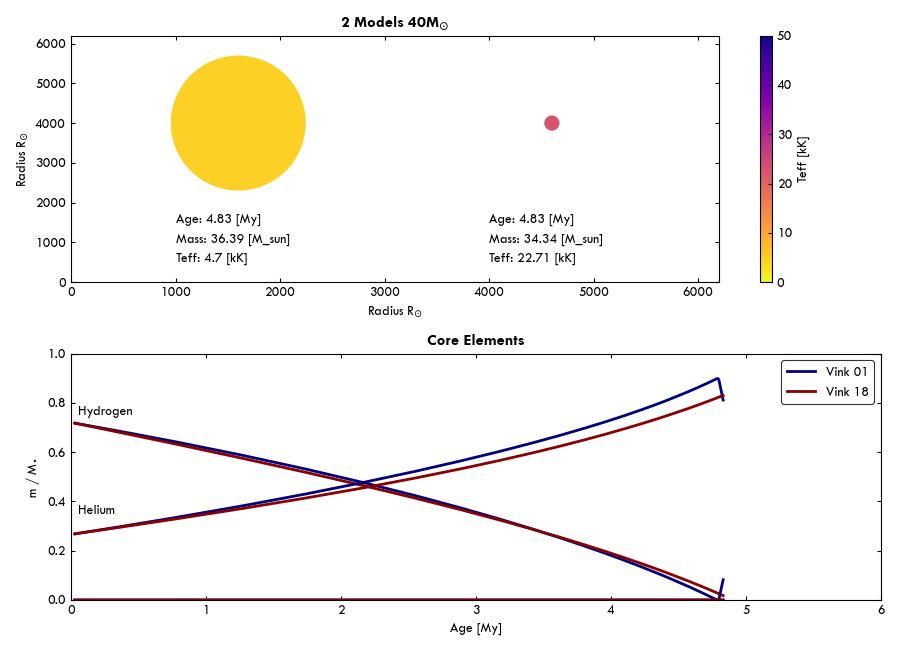 2 Models 40M☉
6000
5000
4000
3000
2000
1000
0
Radius R☉
Age: 4.83 [My]
Mass: 36.39 [M_sun]
Teff: 4.7 [kK]
Age: 4.83 [My]
Mass: 34.34 [M_sun]
Teff: 22.71 [kK]
0 1000 2000 3000 4000 5000 6000
Radius R☉
50
40
30
20
10
0
Teff [kK]
Core Elements
1.0
0.8
0.6
0.4
0.2
0.0
m / M⋆
Hydrogen
Helium
Vink 01
Vink 18
0 1 2 3 4 5 6
Age [My]